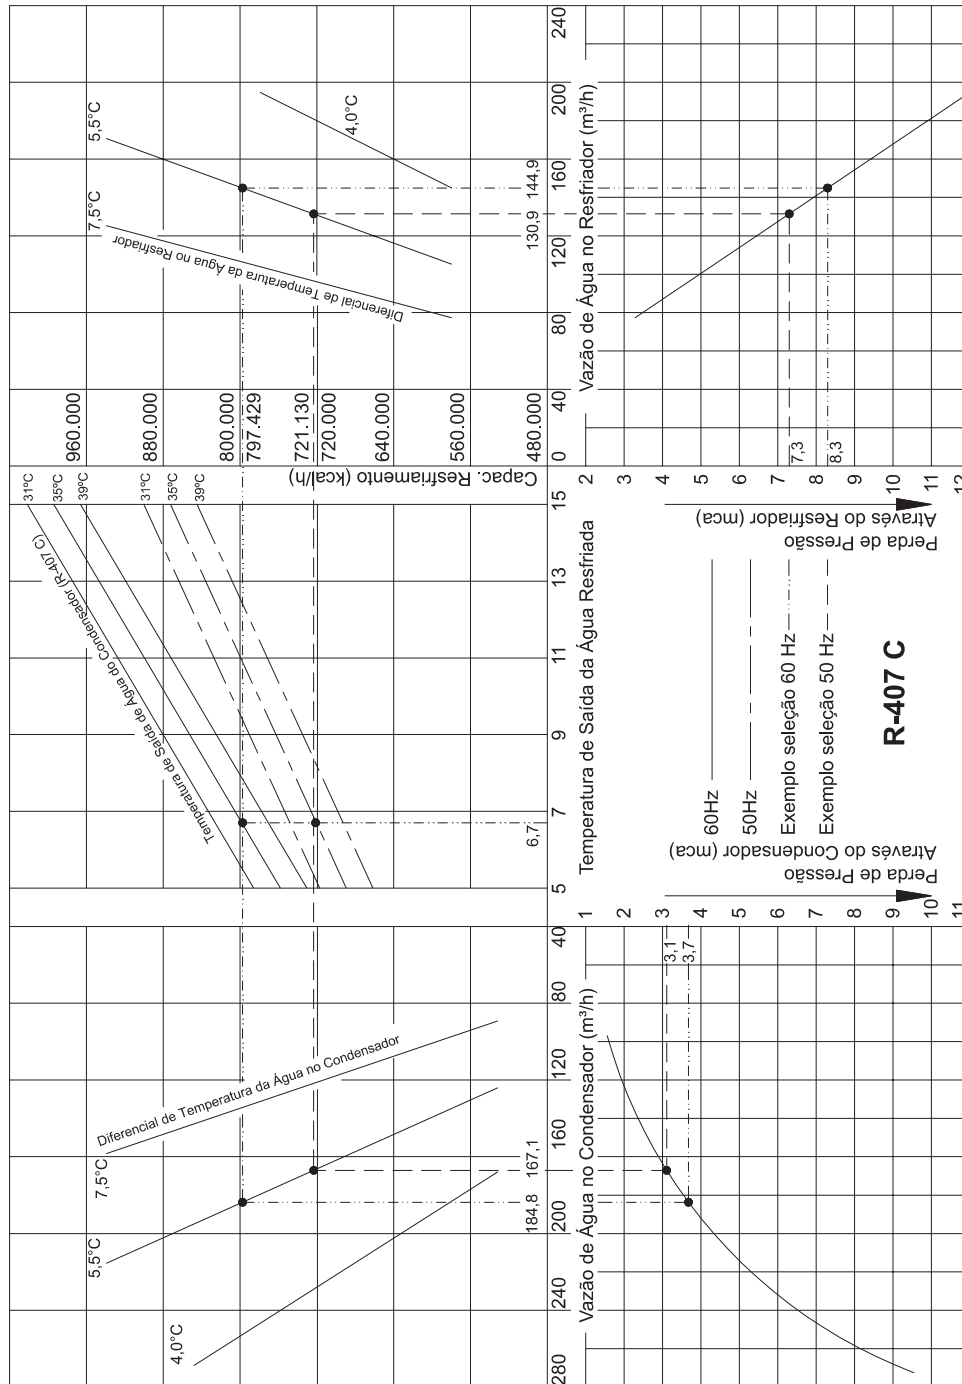 Diferencial de Temperatura da Água no Condensador
4,0°C
5,5°C
7,5°C
184,8
167,1
280
240
200
160
120
80
40
Vazão de Água no Condensador (m³/h)
Temperatura de Saída de Água do Condensador (R-407 C)
31ºC
35ºC
39ºC
31ºC
35ºC
39ºC
6,7
5
7
9
11
13
15
Temperatura de Saída da Água Resfriada
Capac. Resfriamento (kcal/h)
960.000
880.000
800.000
797.429
721.130
720.000
640.000
560.000
480.000
Diferencial de Temperatura da Água no Resfriador
7,5°C
5,5°C
4,0°C
130,9
144,9
0
40
80
120
160
200
240
Vazão de Água no Resfriador (m³/h)
3,1
3,7
1
2
3
4
5
6
7
8
9
10
11
Perda de Pressão
Através do Condensador (mca)
60Hz
50Hz
Exemplo seleção 60 Hz
Exemplo seleção 50 Hz
R-407 C
Perda de Pressão
Através do Resfriador (mca)
2
3
4
5
6
7
8
9
10
11
12
7,3
8,3